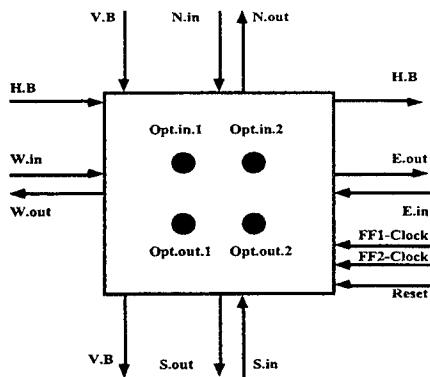 V.B N.in N.out
H.B H.B
Opt.in.1 Opt.in.2
W.in E.out
W.out E.in
Opt.out.1 Opt.out.2
FF1-Clock
FF2-Clock
Reset
V.B S.out S.in